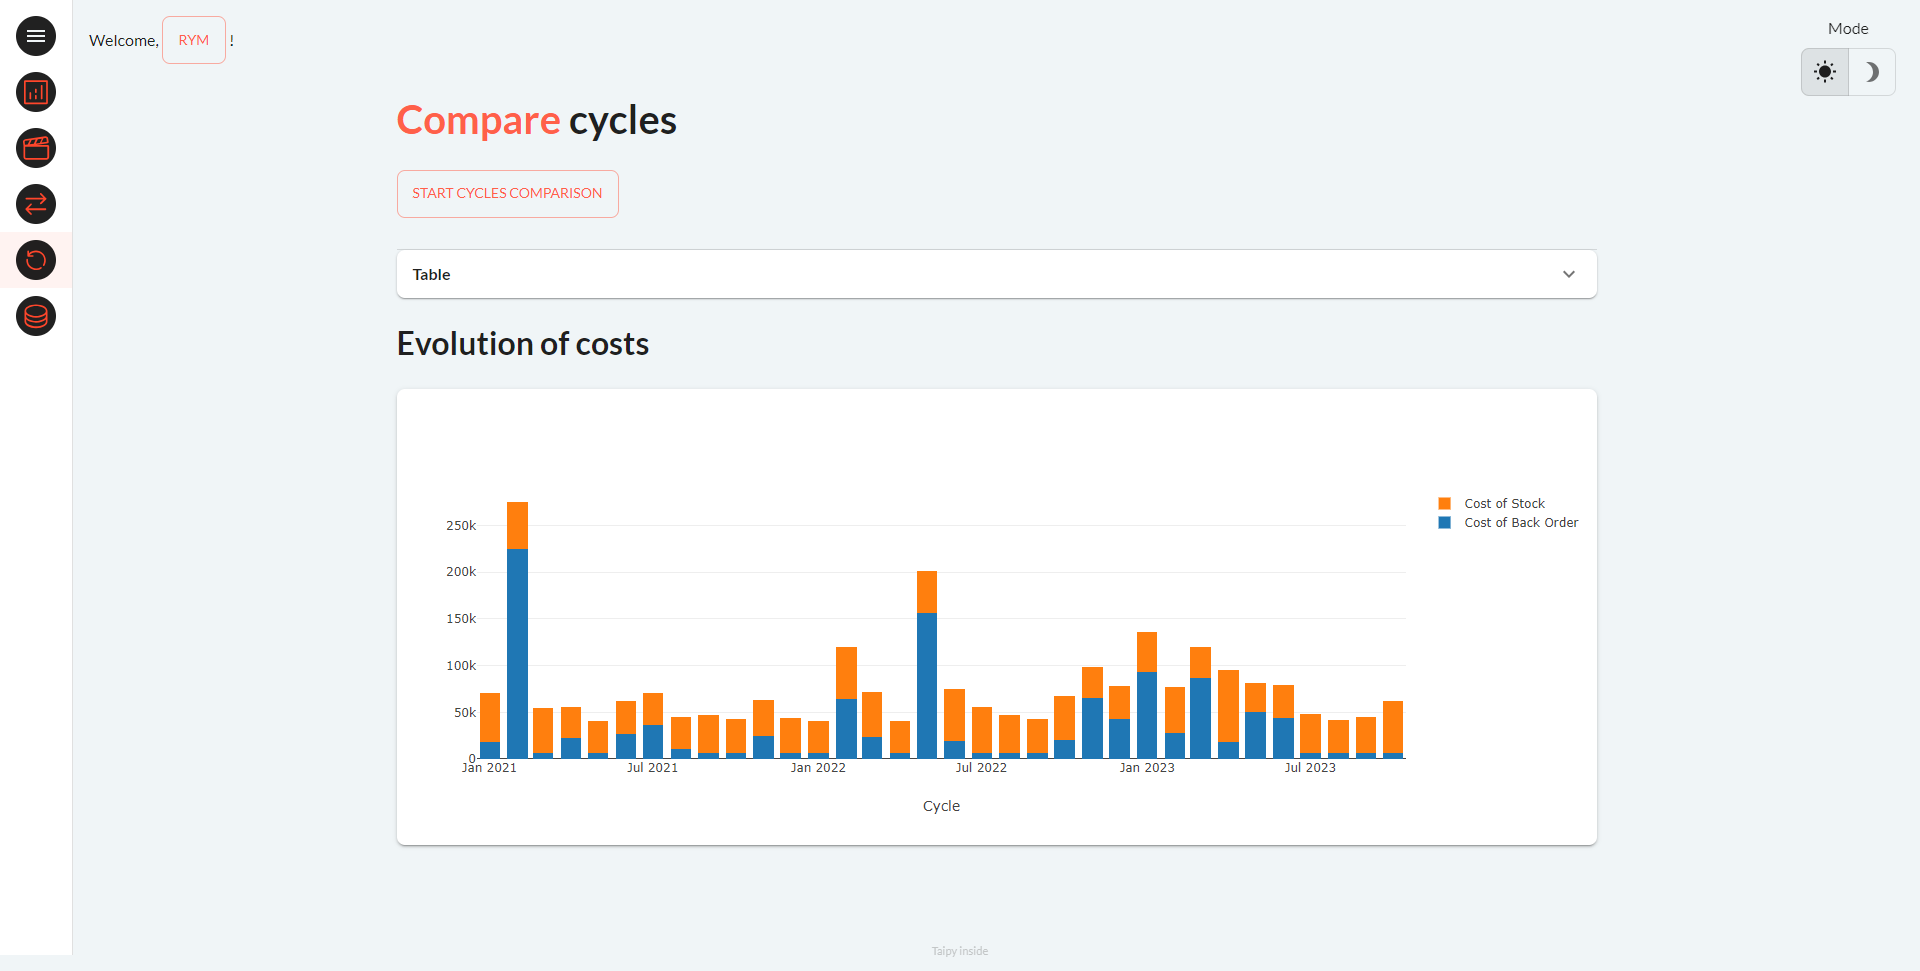 Welcome, RYM !
Mode
Compare cycles
START CYCLES COMPARISON
Table
Evolution of costs
Cost of Stock
Cost of Back Order
250k
200k
150k
100k
50k
0
Jan 2021 Jul 2021 Jan 2022 Jul 2022 Jan 2023 Jul 2023
Cycle
Taipy inside